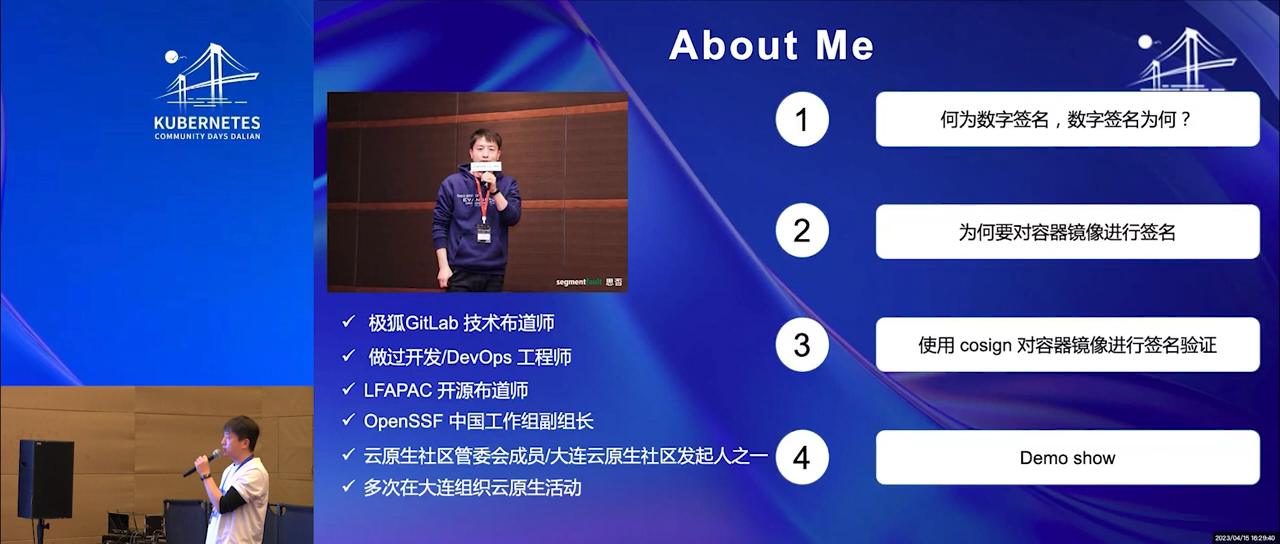 KUBERNETES
COMMUNITY DAYS DALIAN
About Me
segmentfault 思否
✓ 极狐GitLab 技术布道师
✓ 做过开发/DevOps 工程师
✓ LFAPAC 开源布道师
✓ OpenSSF 中国工作组副组长
✓ 云原生社区管委会成员/大连云原生社区发起人之一
✓ 多次在大连组织云原生活动
1 何为数字签名，数字签名为何？
2 为何要对容器镜像进行签名
3 使用 cosign 对容器镜像进行签名验证
4 Demo show
2023/04/15 16:29:40